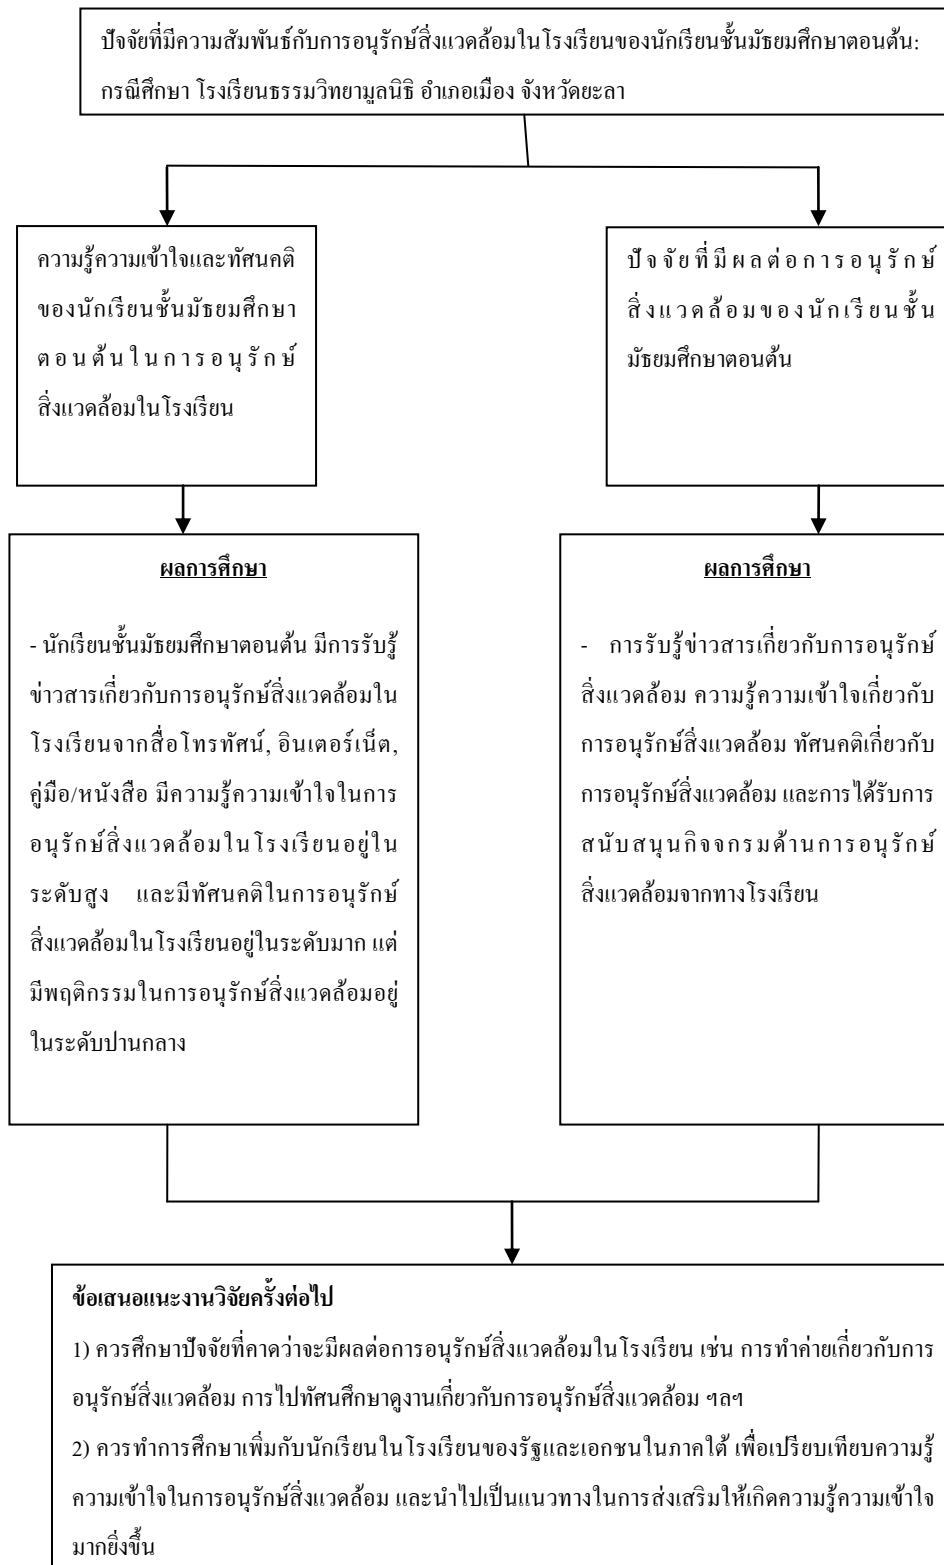 ปัจจัยที่มีความสัมพันธ์กับการอนุรักษ์สิ่งแวดล้อมในโรงเรียนของนักเรียนชั้นมัธยมศึกษาตอนต้น:
กรณีศึกษา โรงเรียนธรรมวิทยามูลนิธิ อำเภอเมือง จังหวัดยะลา
ความรู้ความเข้าใจและทัศนคติ
ของนักเรียนชั้นมัธยมศึกษา
ตอนต้นในการอนุรักษ์
สิ่งแวดล้อมในโรงเรียน
ปัจจัยที่มีผลต่อการอนุรักษ์
สิ่งแวดล้อมของนักเรียนชั้น
มัธยมศึกษาตอนต้น
ผลการศึกษา
- นักเรียนชั้นมัธยมศึกษาตอนต้น มีการรับรู้
ข่าวสารเกี่ยวกับการอนุรักษ์สิ่งแวดล้อมใน
โรงเรียนจากสื่อโทรทัศน์, อินเตอร์เน็ต,
คู่มือ/หนังสือ มีความรู้ความเข้าใจในการ
อนุรักษ์สิ่งแวดล้อมในโรงเรียนอยู่ใน
ระดับสูง และมีทัศนคติในการอนุรักษ์
สิ่งแวดล้อมในโรงเรียนอยู่ในระดับมาก แต่
มีพฤติกรรมในการอนุรักษ์สิ่งแวดล้อมอยู่
ในระดับปานกลาง
ผลการศึกษา
- การรับรู้ข่าวสารเกี่ยวกับการอนุรักษ์
สิ่งแวดล้อม ความรู้ความเข้าใจเกี่ยวกับ
การอนุรักษ์สิ่งแวดล้อม ทัศนคติเกี่ยวกับ
การอนุรักษ์สิ่งแวดล้อม และการได้รับการ
สนับสนุนกิจจกรมด้านการอนุรักษ์
สิ่งแวดล้อมจากทางโรงเรียน
ข้อเสนอแนะงานวิจัยครั้งต่อไป
1) ควรศึกษาปัจจัยที่คาดว่าจะมีผลต่อการอนุรักษ์สิ่งแวดล้อมในโรงเรียน เช่น การทำค่ายเกี่ยวกับการ
อนุรักษ์สิ่งแวดล้อม การไปทัศนศึกษาดูงานเกี่ยวกับการอนุรักษ์สิ่งแวดล้อม ฯลฯ
2) ควรทำการศึกษาเพิ่มกับนักเรียนในโรงเรียนของรัฐและเอกชนในภาคใต้ เพื่อเปรียบเทียบความรู้
ความเข้าใจในการอนุรักษ์สิ่งแวดล้อม และนำไปเป็นแนวทางในการส่งเสริมให้เกิดความรู้ความเข้าใจ
มากยิ่งขึ้น